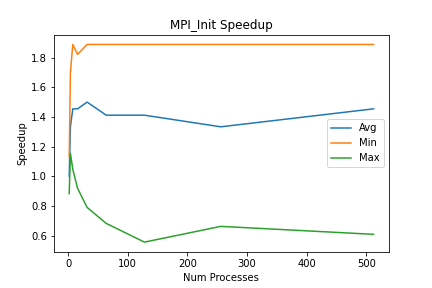 MPI_Init Speedup
Speedup
1.8
1.6
1.4
1.2
1.0
0.8
0.6
Avg
Min
Max
0 100 200 300 400 500
Num Processes